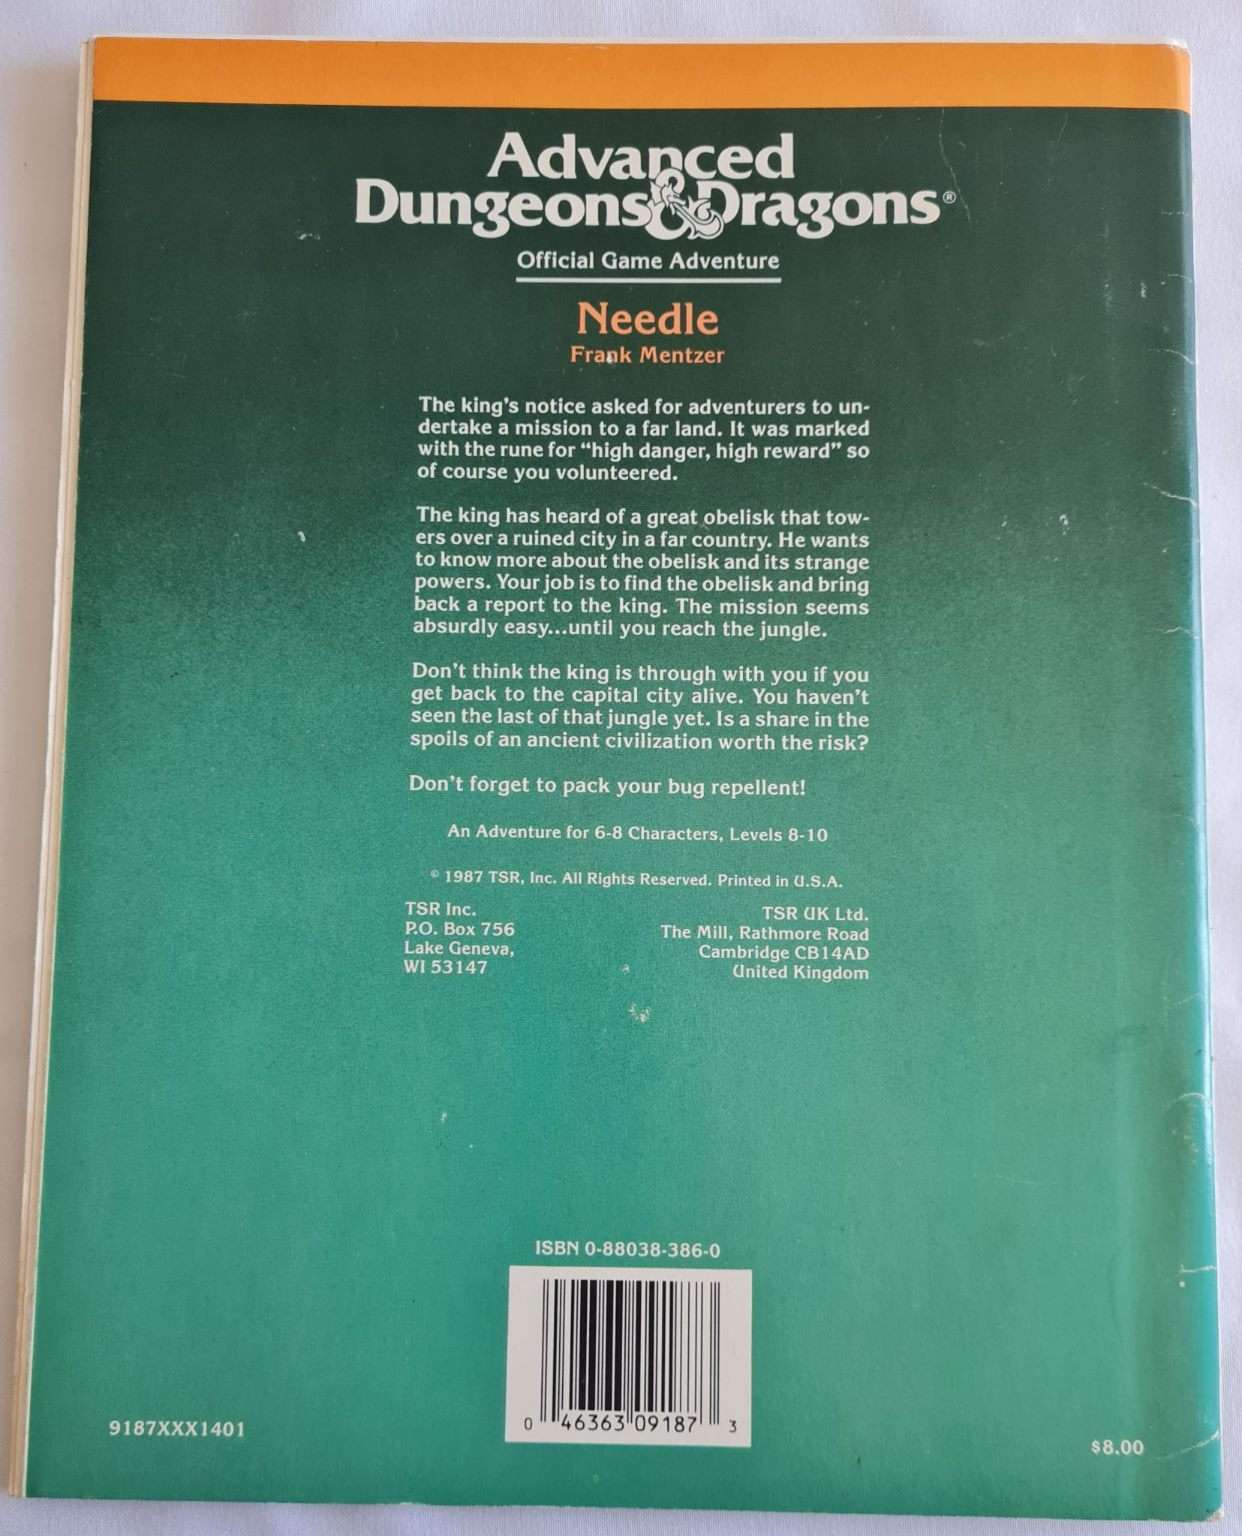 Advanced
Dungeons & Dragons®
Official Game Adventure
Needle
Frank Mentzer
The king's notice asked for adventurers to un-
dertake a mission to a far land. It was marked
with the rune for “high danger, high reward” so
of course you volunteered.
The king has heard of a great obelisk that tow-
ers over a ruined city in a far country. He wants
to know more about the obelisk and its strange
powers. Your job is to find the obelisk and bring
back a report to the king. The mission seems
absurdly easy...until you reach the jungle.
Don't think the king is through with you if you
get back to the capital city alive. You haven't
seen the last of that jungle yet. Is a share in the
spoils of an ancient civilization worth the risk?
Don't forget to pack your bug repellent!
An Adventure for 6-8 Characters, Levels 8-10
© 1987 TSR, Inc. All Rights Reserved. Printed in U.S.A.
TSR Inc.
P.O. Box 756
Lake Geneva,
WI 53147
TSR UK Ltd.
The Mill, Rathmore Road
Cambridge CB14AD
United Kingdom
ISBN 0-88038-386-0
0 46363 09187 3
9187XXX1401
$8.00